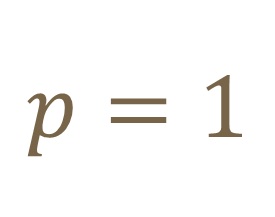 p = 1